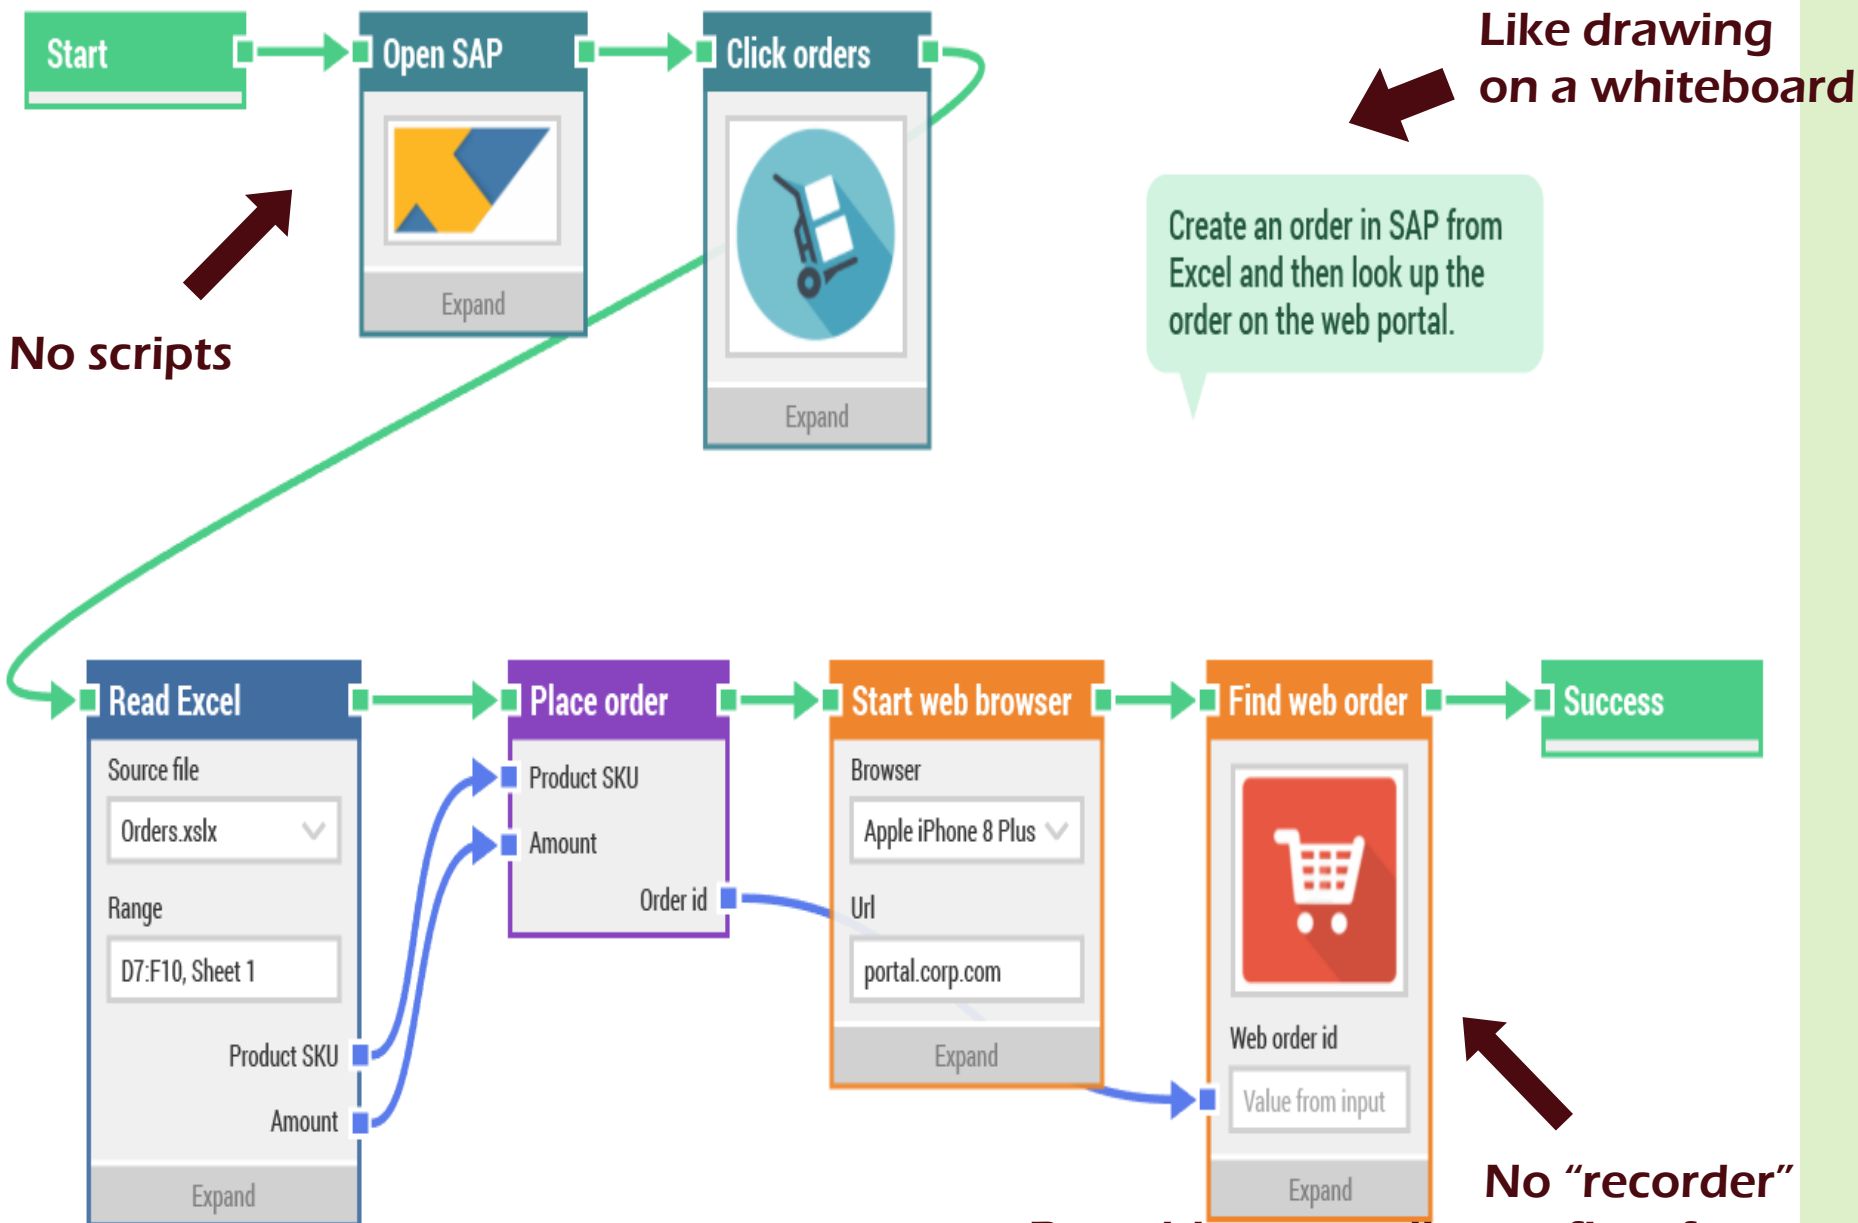 Start
Open SAP
Click orders
Like drawing
on a whiteboard
Create an order in SAP from
Excel and then look up the
order on the web portal.
Expand
No scripts
Expand
Read Excel
Place order
Start web browser
Find web order
Success
Source file
Orders.xslx
Range
D7:F10, Sheet 1
Product SKU
Amount
Expand
Product SKU
Amount
Order id
Browser
Apple iPhone 8 Plus
Url
portal.corp.com
Expand
Web order id
Value from input
Expand
No “recorder”